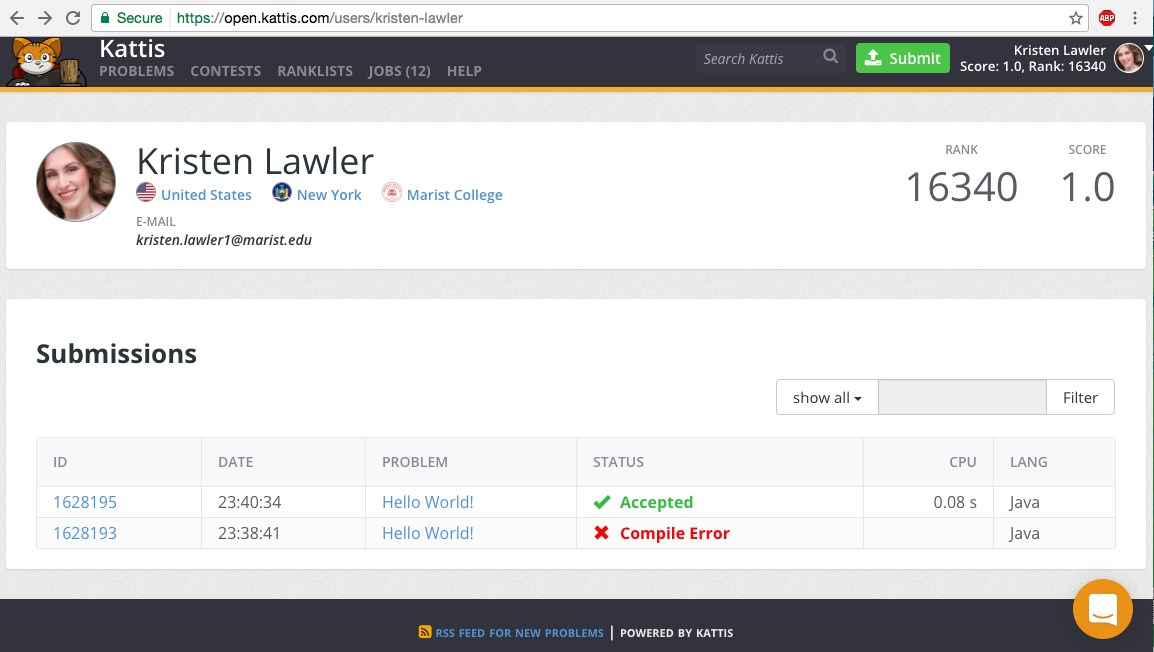 Secure https://open.kattis.com/users/kristen-lawler ABP
Kattis
PROBLEMS CONTESTS RANKLISTS JOBS (12) HELP
Search Kattis
Submit
Kristen Lawler
Score: 1.0, Rank: 16340
Kristen Lawler
United States New York Marist College
E-MAIL
kristen.lawler1@marist.edu
RANK SCORE
16340 1.0
Submissions
show all Filter
ID DATE PROBLEM STATUS CPU LANG
1628195 23:40:34 Hello World! Accepted 0.08 s Java
1628193 23:38:41 Hello World! Compile Error Java
RSS FEED FOR NEW PROBLEMS | POWERED BY KATTIS